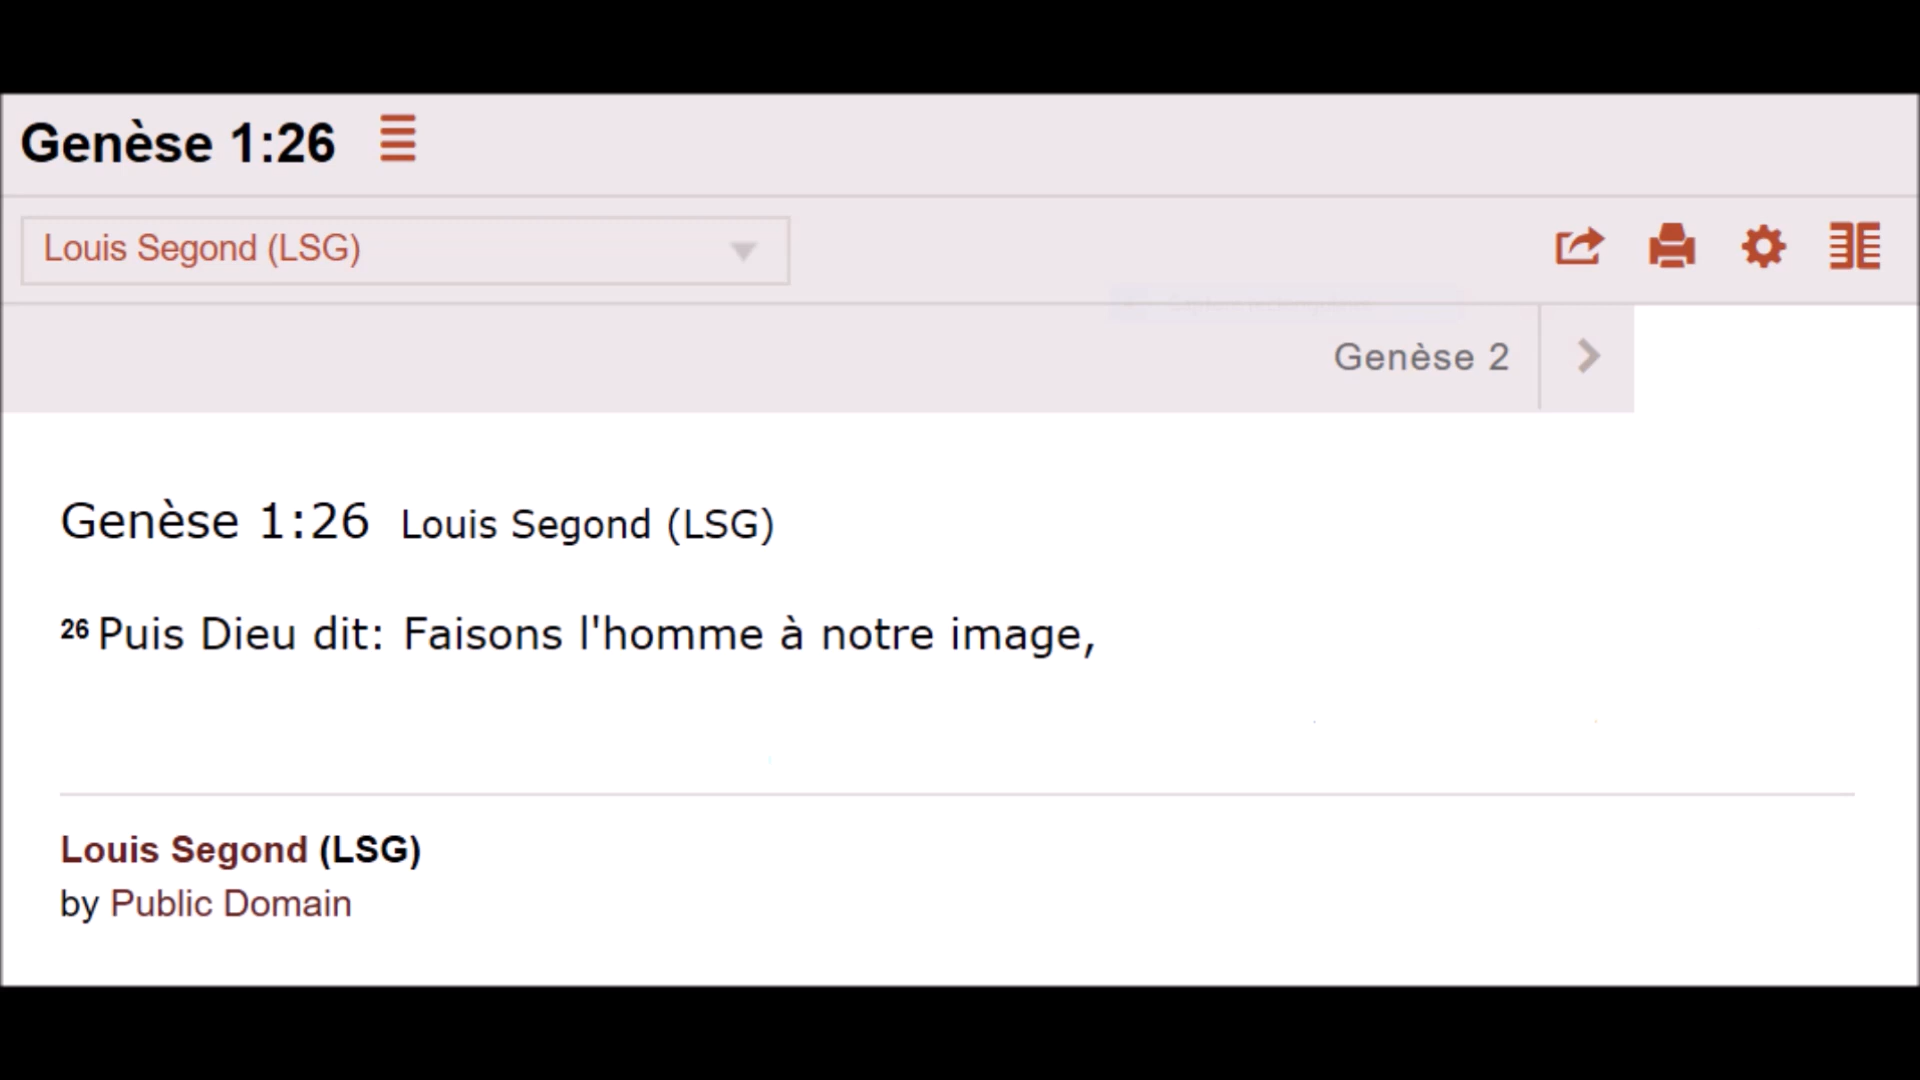 Genèse 1:26
Louis Segond (LSG)
Genèse 2
Genèse 1:26 Louis Segond (LSG)
26 Puis Dieu dit: Faisons l'homme à notre image,
Louis Segond (LSG)
by Public Domain